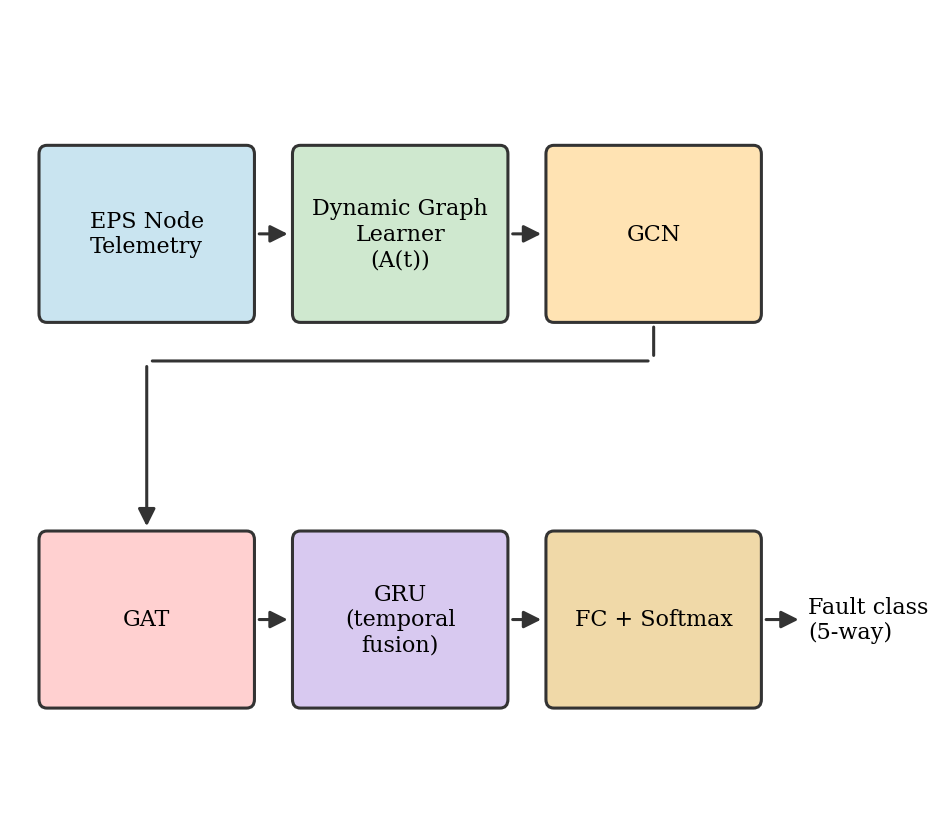 EPS Node
Telemetry
Dynamic Graph
Learner
(A(t))
GCN
GAT
GRU
(temporal
fusion)
FC + Softmax
Fault class
(5-way)